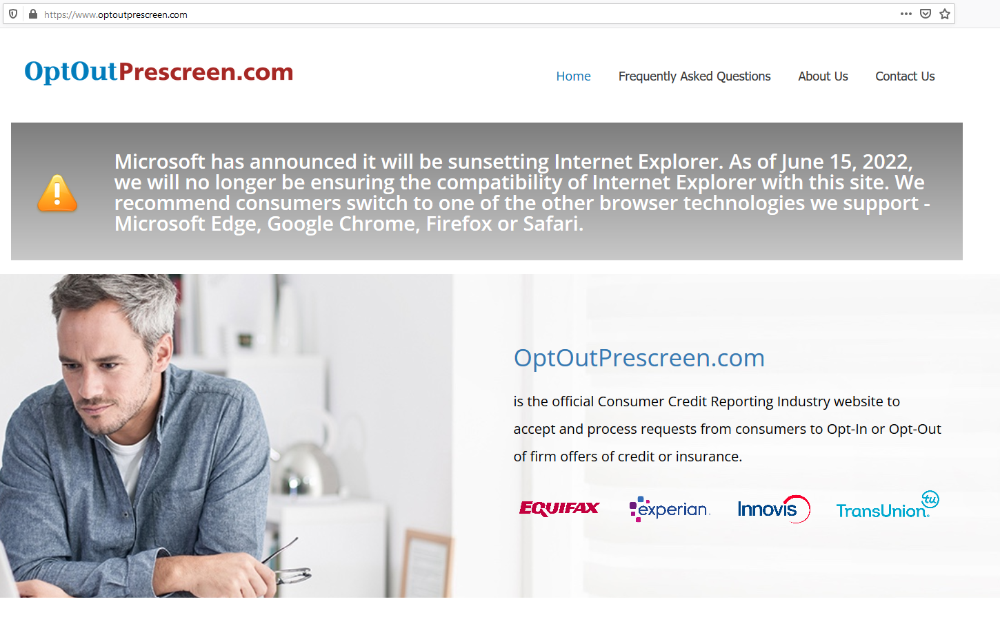 https://www.optoutprescreen.com
OptOutPrescreen.com
Home Frequently Asked Questions About Us Contact Us
Microsoft has announced it will be sunsetting Internet Explorer. As of June 15, 2022,
we will no longer be ensuring the compatibility of Internet Explorer with this site. We
recommend consumers switch to one of the other browser technologies we support -
Microsoft Edge, Google Chrome, Firefox or Safari.
OptOutPrescreen.com
is the official Consumer Credit Reporting Industry website to
accept and process requests from consumers to Opt-In or Opt-Out
of firm offers of credit or insurance.
EQUIFAX experian. Innovis TransUnion. tu